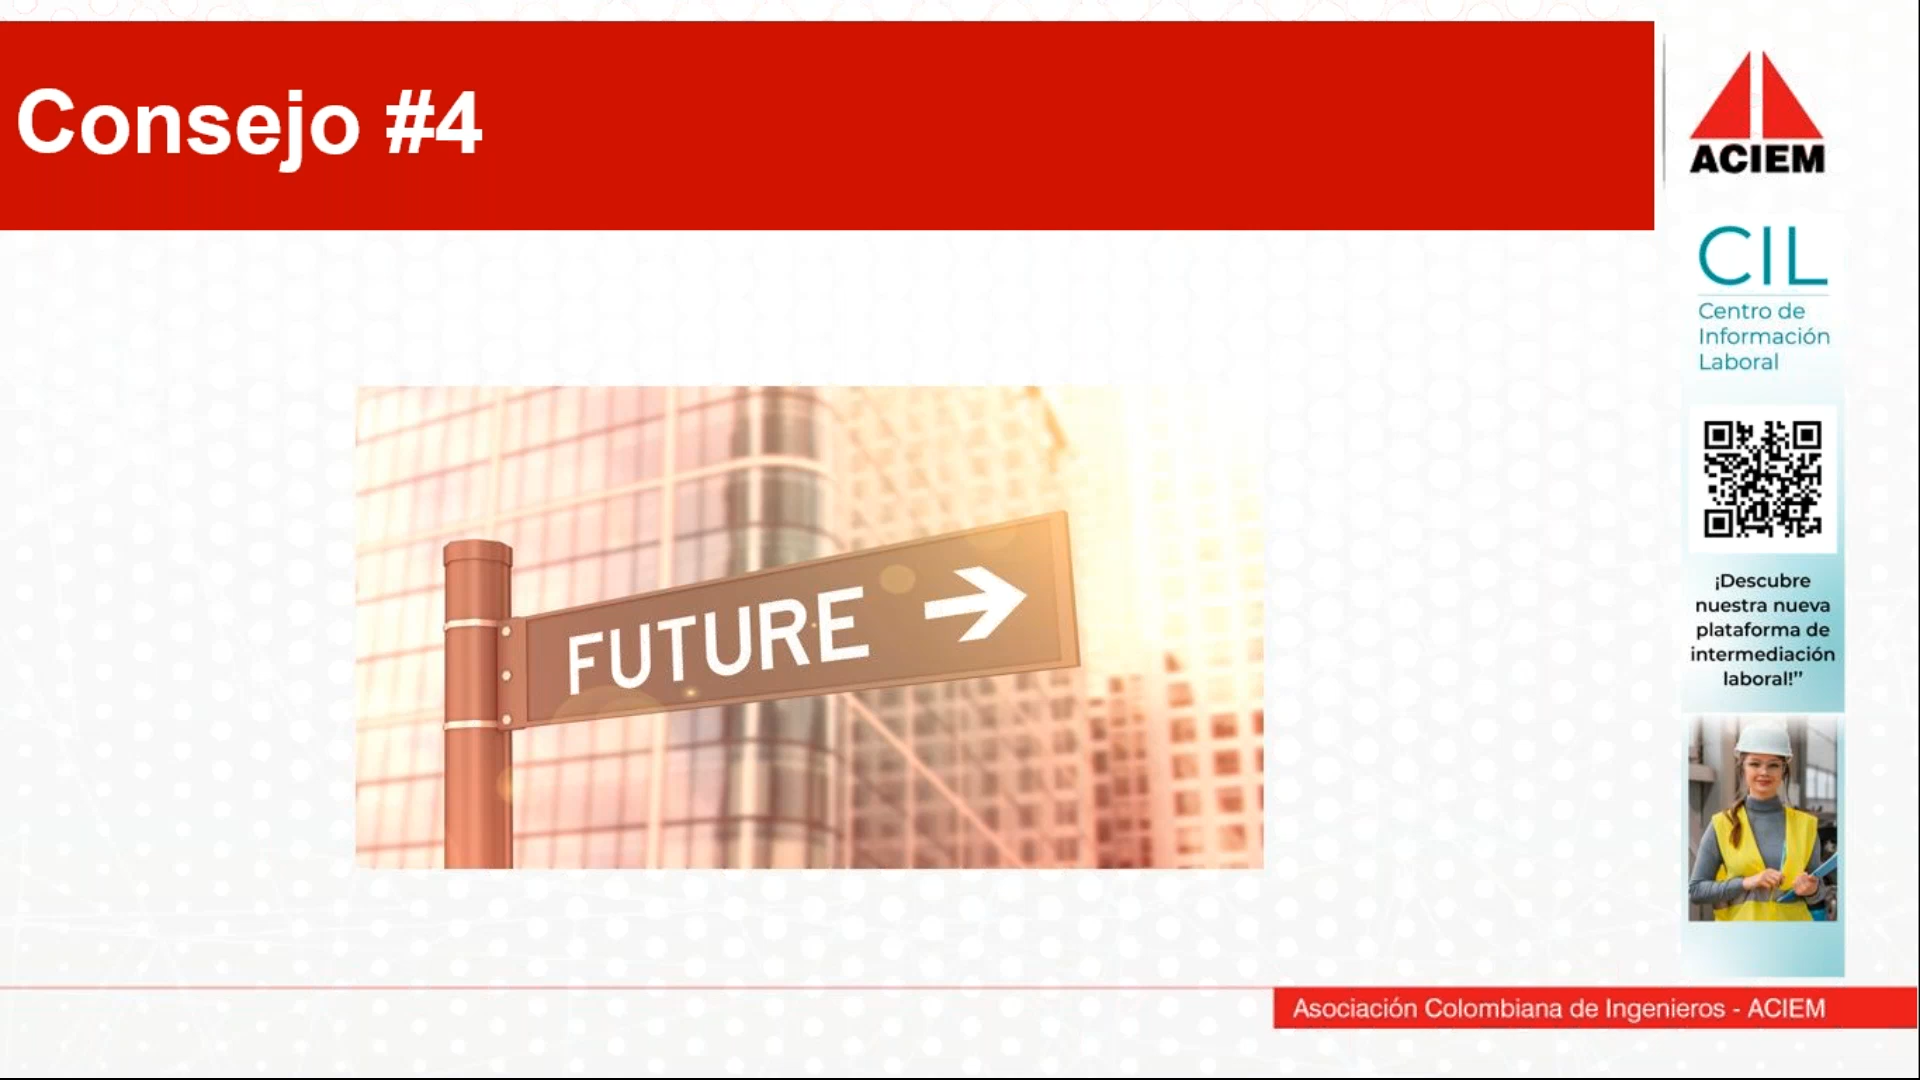 Consejo #4
ACIEM
CIL
Centro de
Información
Laboral
FUTURE
¡Descubre
nuestra nueva
plataforma de
intermediación
laboral!”
Asociación Colombiana de Ingenieros - ACIEM